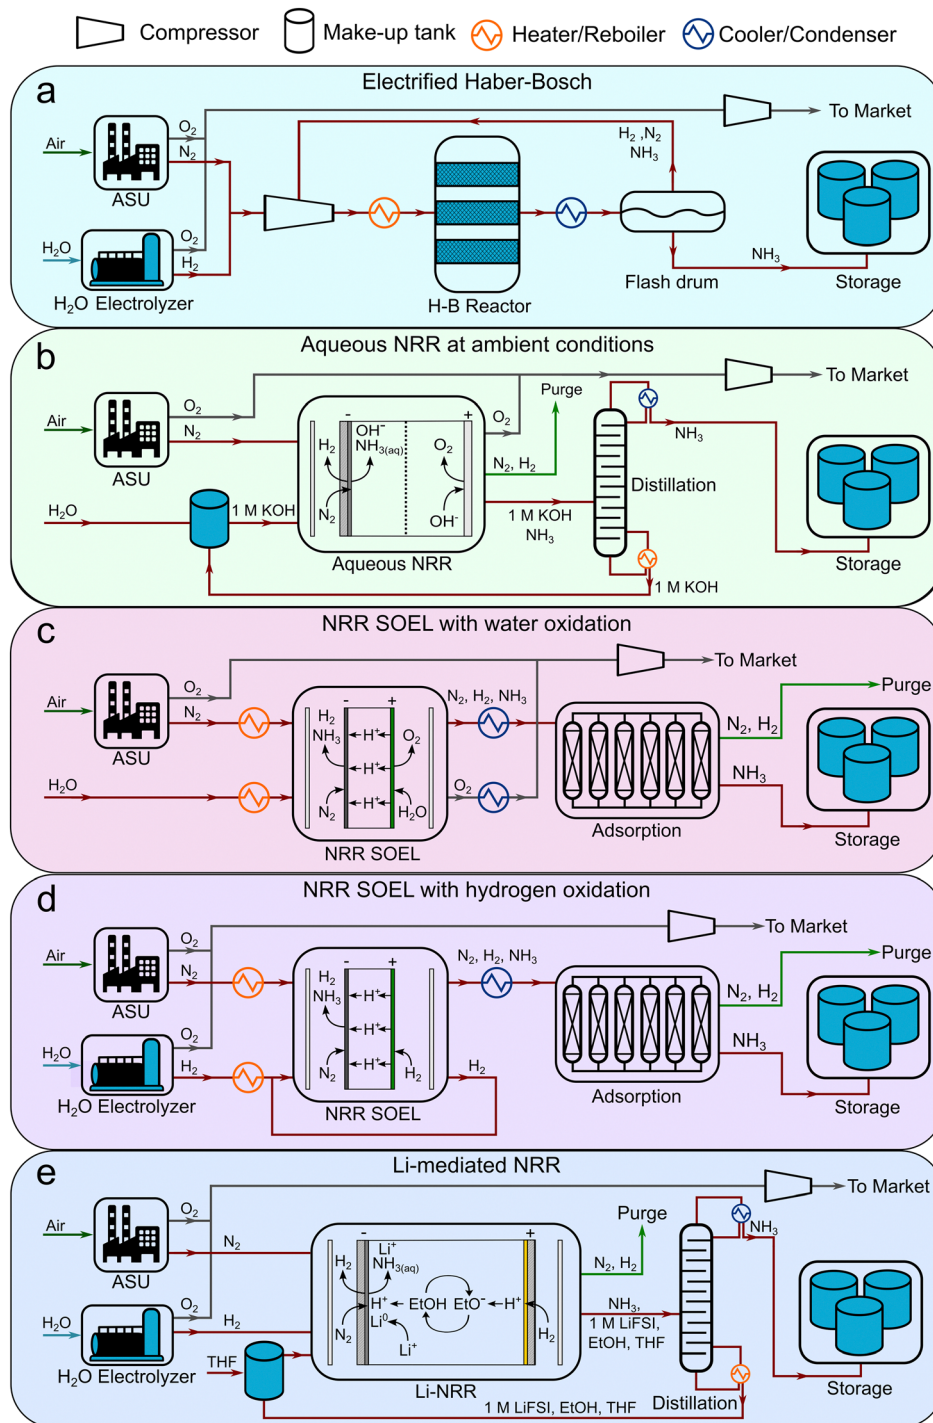 Compressor
Make-up tank
Heater/Reboiler
Cooler/Condenser
a
Electrified Haber-Bosch
Air
O₂
N₂
ASU
H₂O
O₂
H₂
H₂O Electrolyzer
H-B Reactor
H₂ ,N₂
NH₃
Flash drum
NH₃
To Market
Storage
b
Aqueous NRR at ambient conditions
Air
O₂
N₂
ASU
H₂O
1 M KOH
-
+
H₂
OH⁻
NH₃(aq)
N₂
O₂
OH⁻
Aqueous NRR
O₂
N₂, H₂
Purge
1 M KOH
NH₃
Distillation
NH₃
1 M KOH
To Market
Storage
c
NRR SOEL with water oxidation
Air
O₂
N₂
ASU
H₂O
-
+
H₂
NH₃
N₂
H⁺
H⁺
H⁺
O₂
H₂O
NRR SOEL
N₂, H₂, NH₃
O₂
To Market
Adsorption
N₂, H₂
Purge
NH₃
Storage
d
NRR SOEL with hydrogen oxidation
Air
O₂
N₂
ASU
H₂O
O₂
H₂
H₂O Electrolyzer
-
+
H₂
NH₃
N₂
H⁺
H⁺
H⁺
H₂
NRR SOEL
N₂, H₂, NH₃
H₂
To Market
Adsorption
N₂, H₂
Purge
NH₃
Storage
e
Li-mediated NRR
Air
O₂
N₂
ASU
H₂O
O₂
H₂
H₂O Electrolyzer
THF
-
+
H₂
Li⁺
NH₃(aq)
H⁺
EtOH
EtO⁻
H⁺
N₂
Li⁰
Li⁺
H₂
Li-NRR
N₂, H₂
Purge
NH₃,
1 M LiFSI,
EtOH, THF
1 M LiFSI, EtOH, THF
Distillation
NH₃
To Market
Storage